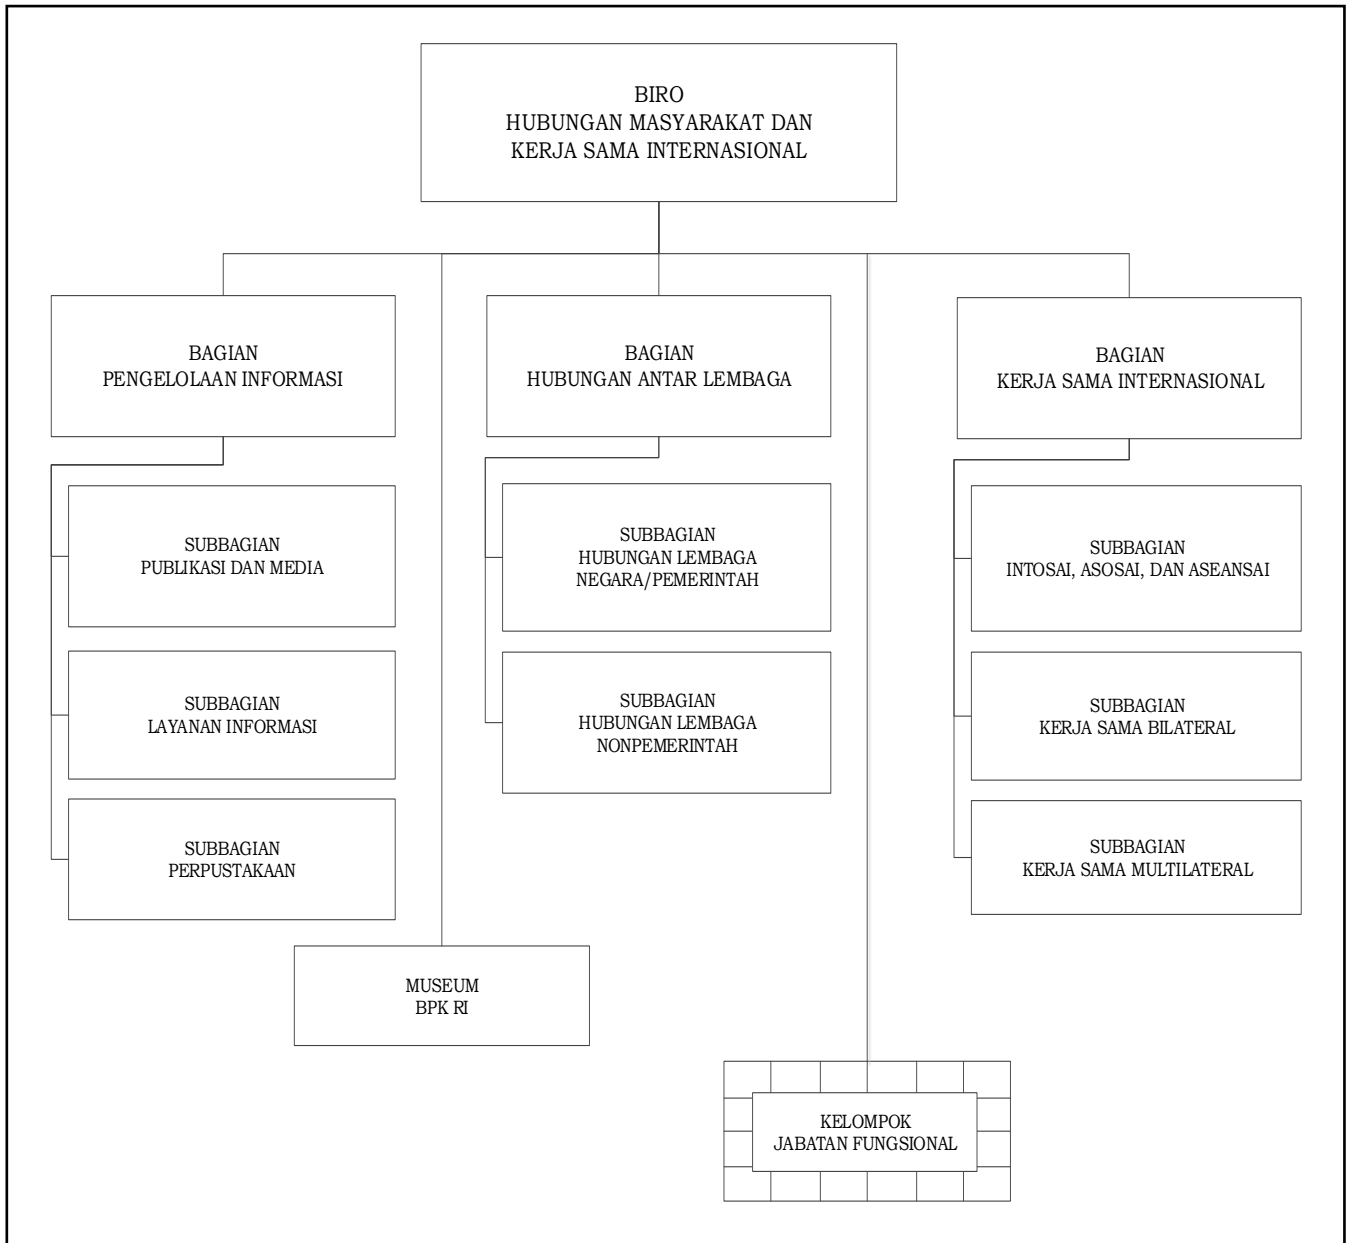 BIRO
HUBUNGAN MASYARAKAT DAN
KERJA SAMA INTERNASIONAL
BAGIAN
PENGELOLAAN INFORMASI
BAGIAN
HUBUNGAN ANTAR LEMBAGA
BAGIAN
KERJA SAMA INTERNASIONAL
SUBBAGIAN
PUBLIKASI DAN MEDIA
SUBBAGIAN
HUBUNGAN LEMBAGA
NEGARA/PEMERINTAH
SUBBAGIAN
INTOSAI, ASOSAI, DAN ASEANSAI
SUBBAGIAN
LAYANAN INFORMASI
SUBBAGIAN
HUBUNGAN LEMBAGA
NONPEMERINTAH
SUBBAGIAN
KERJA SAMA BILATERAL
SUBBAGIAN
PERPUSTAKAAN
SUBBAGIAN
KERJA SAMA MULTILATERAL
MUSEUM
BPK RI
KELOMPOK
JABATAN FUNGSIONAL